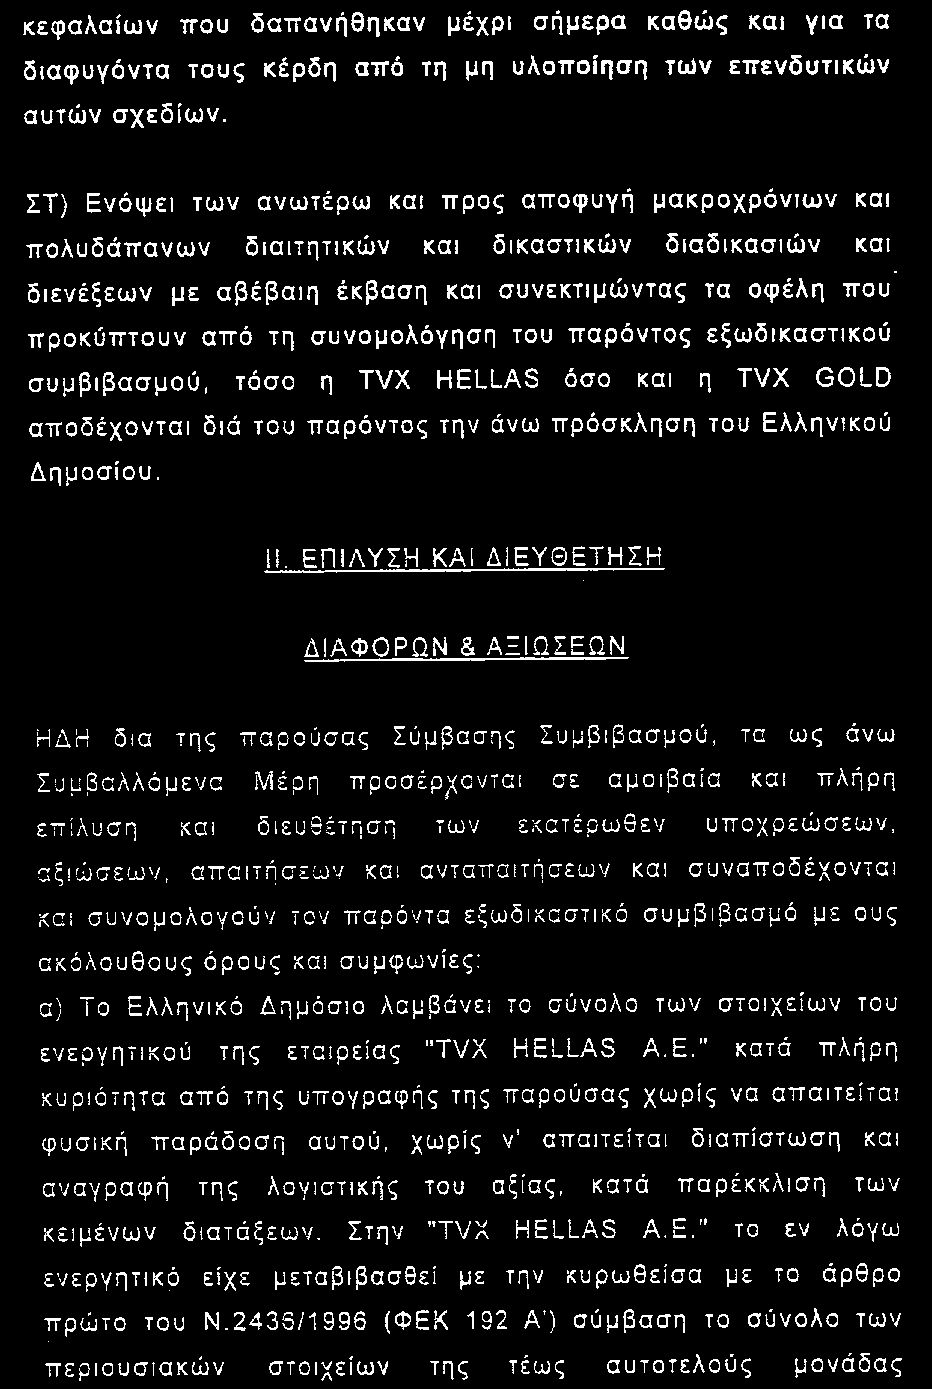 κεφαλαίων που δαπανήθηκαν μέχρι σήμερα καθώς και για τα
διαφυγόντα τους κέρδη από τη μη υλοποίηση των επενδυτικών
αυτών σχεδίων.
ΣΤ) Ενόψει των ανωτέρω και προς αποφυγή μακροχρόνιων και
πολυδάπανων διαιτητικών και δικαστικών διαδικασιών και
διενέξεων με αβέβαιη έκβαση και συνεκτιμώντας τα οφέλη που
προκύπτουν από τη συνομολόγηση του παρόντος εξωδικαστικού
συμβιβασμού, τόσο η TVX HELLAS όσο και η TVX GOLD
αποδέχονται διά του παρόντος την άνω πρόσκληση του Ελληνικού
Δημοσίου.
ΙΙ. ΕΠΙΛΥΣΗ ΚΑΙ ΔΙΕΥΘΕΤΗΣΗ
ΔΙΑΦΟΡΩΝ & ΑΞΙΩΣΕΩΝ
ΗΔΗ δια της παρούσας Σύμβασης Συμβιβασμού, τα ως άνω
Συμβαλλόμενα Μέρη προσέρχονται σε αμοιβαία και πλήρη
επίλυση και διευθέτηση των εκατέρωθεν υποχρεώσεων,
αξιώσεων, απαιτήσεων και ανταπαιτήσεων και συναποδέχονται
και συνομολογούν τον παρόντα εξωδικαστικό συμβιβασμό με ους
ακόλουθους όρους και συμφωνίες:
α) Το Ελληνικό Δημόσιο λαμβάνει το σύνολο των στοιχείων του
ενεργητικού της εταιρείας "TVX HELLAS A.E." κατά πλήρη
κυριότητα από της υπογραφής της παρούσας χωρίς να απαιτείται
φυσική παράδοση αυτού, χωρίς ν' απαιτείται διαπίστωση και
αναγραφή της λογιστικής του αξίας, κατά παρέκκλιση των
κειμένων διατάξεων. Στην "TVX HELLAS A.E." το εν λόγω
ενεργητικό είχε μεταβιβασθεί με την κυρωθείσα με το άρθρο
πρώτο του Ν.2436/1996 (ΦΕΚ 192 Α') σύμβαση το σύνολο των
περιουσιακών στοιχείων της τέως αυτοτελούς μονάδας